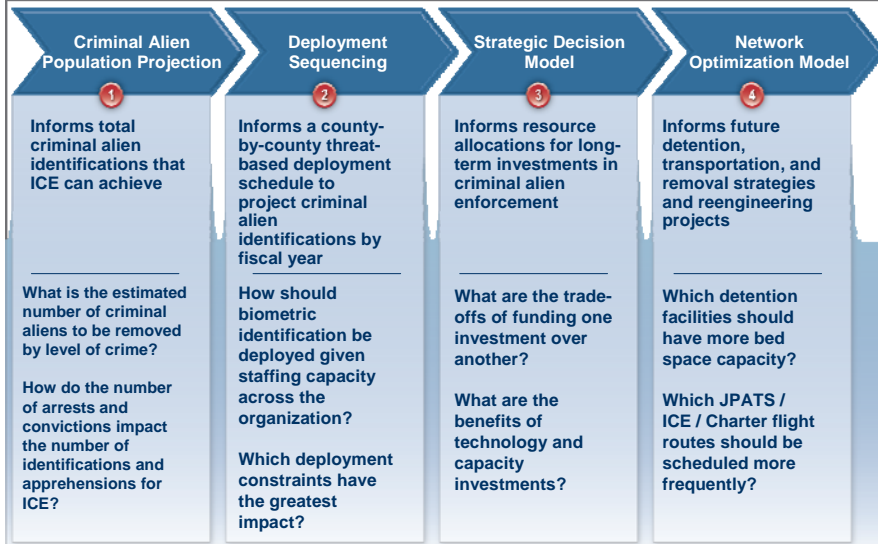 Criminal Alien
Population Projection
1
Informs total
criminal alien
identifications that
ICE can achieve
What is the estimated
number of criminal
aliens to be removed
by level of crime?
How do the number
of arrests and
convictions impact
the number of
identifications and
apprehensions for
ICE?
Deployment
Sequencing
2
Informs a county-
by-county threat-
based deployment
schedule to
project criminal
alien
identifications by
fiscal year
How should
biometric
identification be
deployed given
staffing capacity
across the
organization?
Which deployment
constraints have
the greatest
impact?
Strategic Decision
Model
3
Informs resource
allocations for long-
term investments in
criminal alien
enforcement
What are the trade-
offs of funding one
investment over
another?
What are the
benefits of
technology and
capacity
investments?
Network
Optimization Model
4
Informs future
detention,
transportation, and
removal strategies
and reengineering
projects
Which detention
facilities should
have more bed
space capacity?
Which JPATS /
ICE / Charter flight
routes should be
scheduled more
frequently?